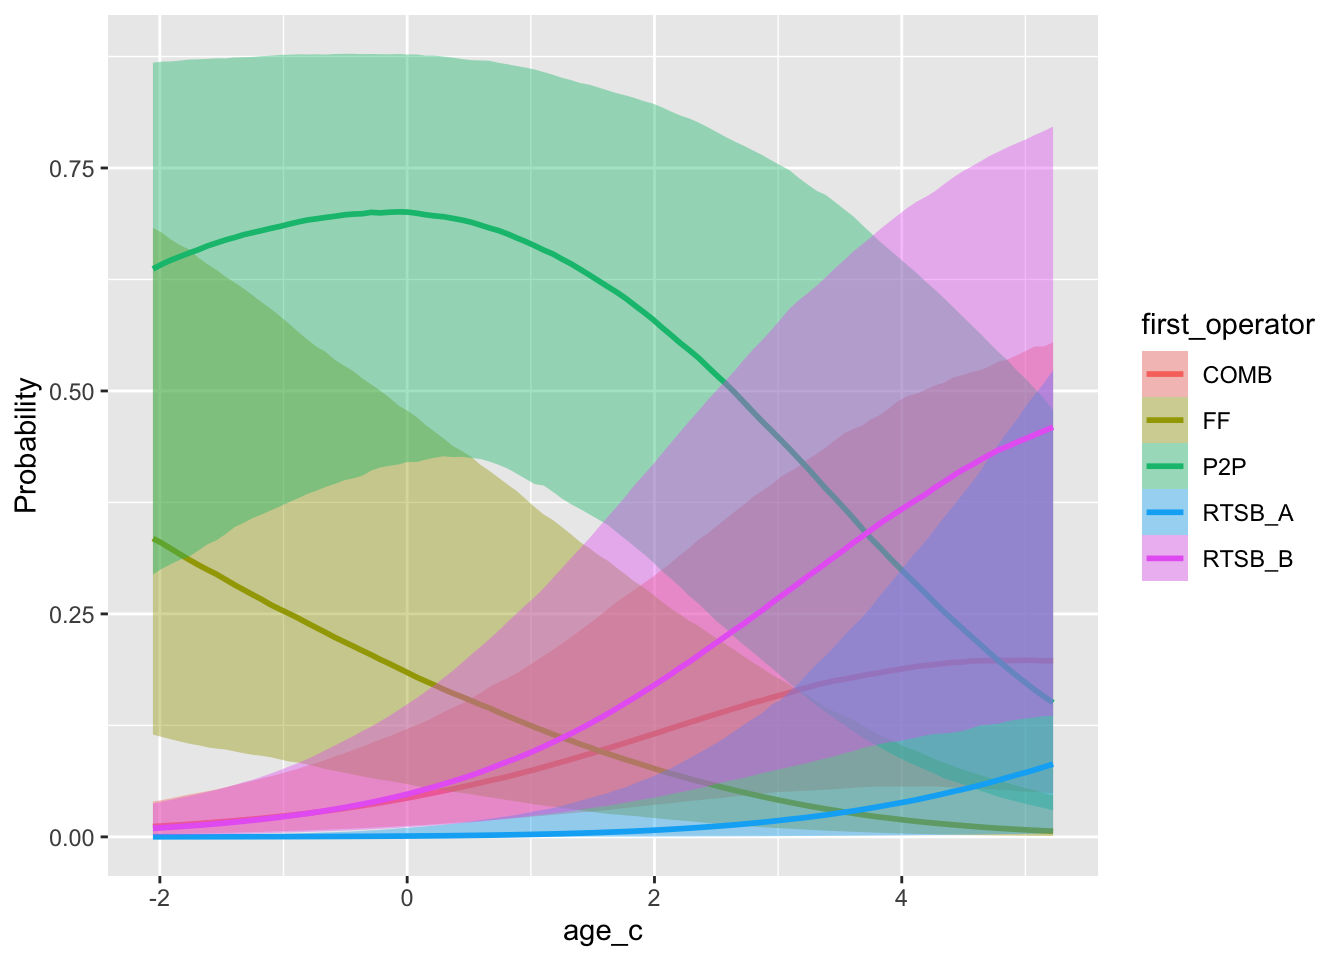 0.75
0.50
0.25
0.00
Probability
-2
0
2
4
age_c
first_operator
COMB
FF
P2P
RTSB_A
RTSB_B